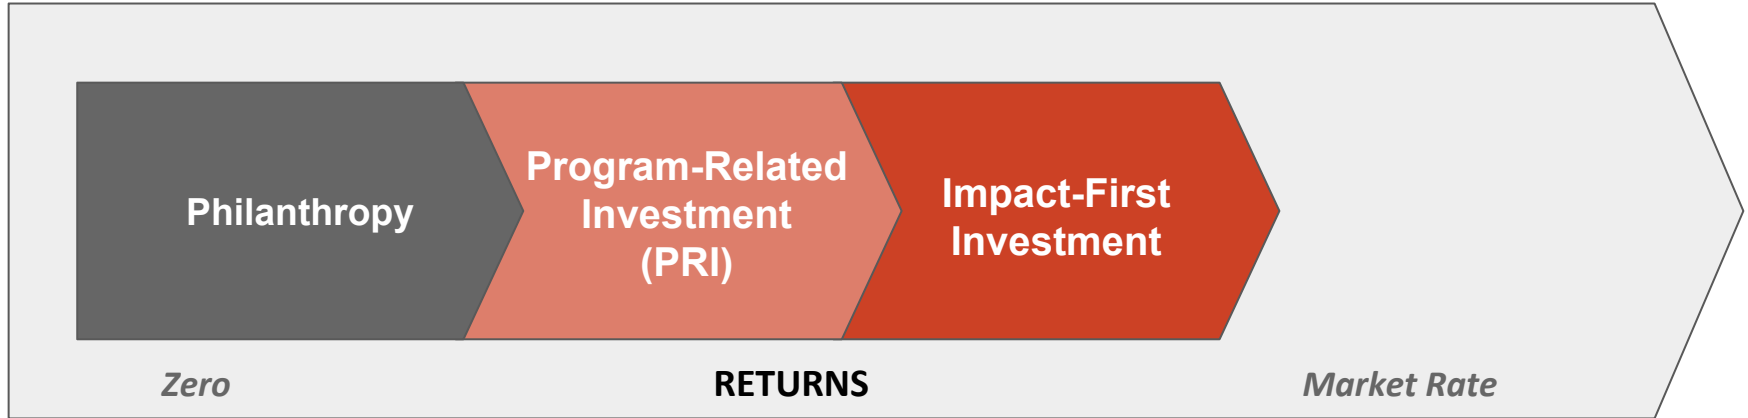 Philanthropy
Program-Related
Investment
(PRI)
Impact-First
Investment
Zero
RETURNS
Market Rate